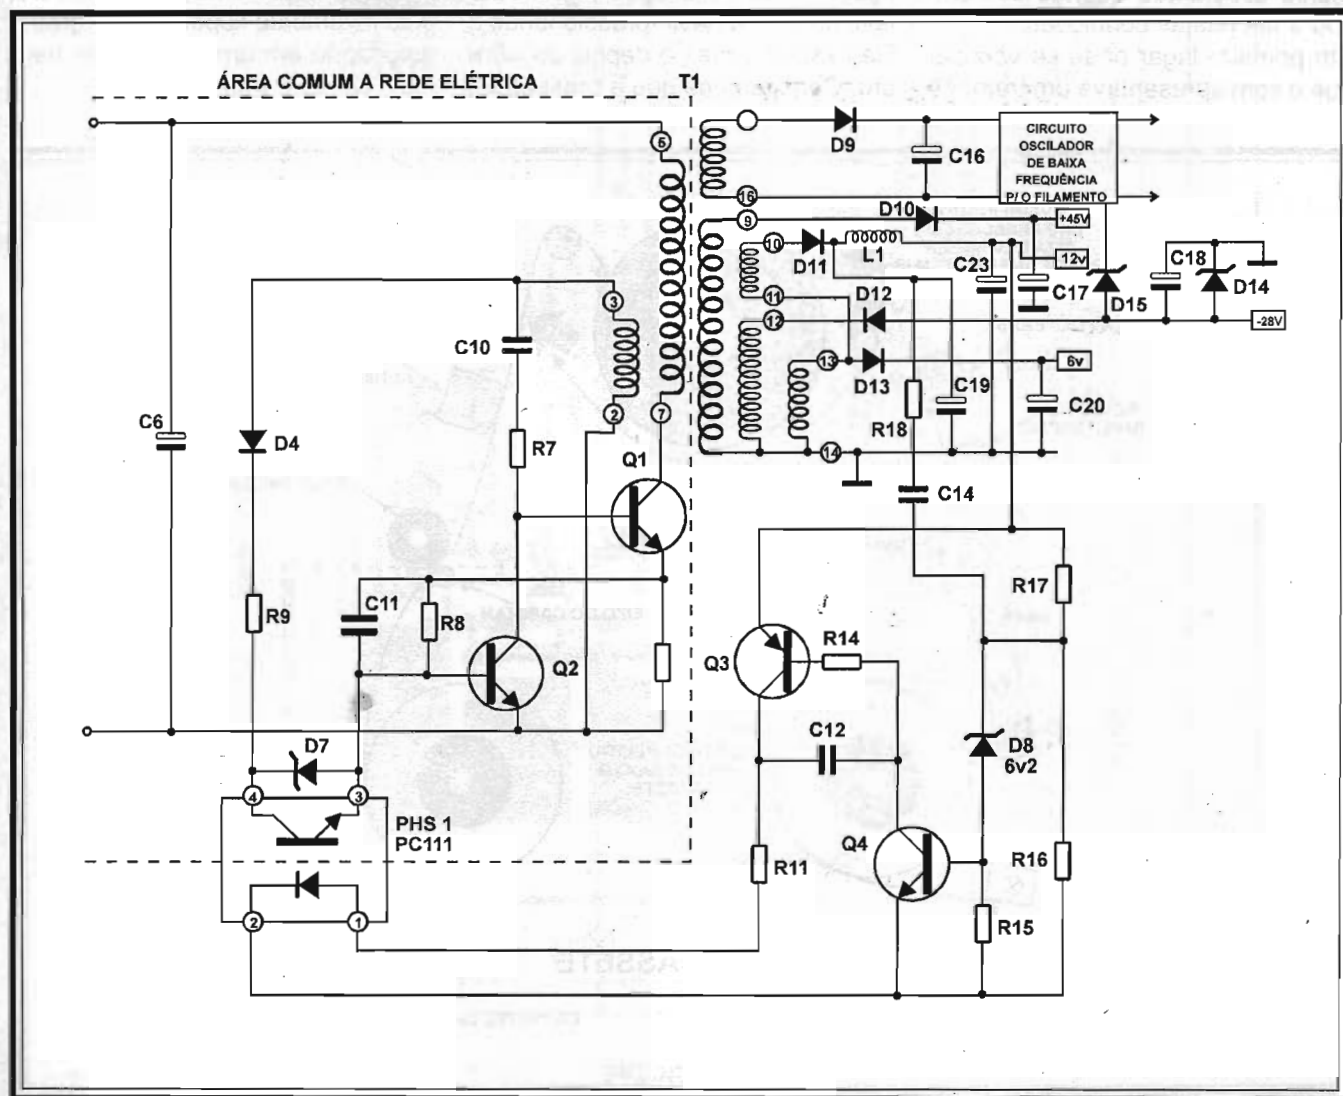 ÁREA COMUM A REDE ELÉTRICA
T1
5
D9
C16
CIRCUITO
OSCILADOR
DE BAIXA
FREQUÊNCIA
P/ O FILAMENTO
16
9
D10
+45V
10
D11
L1
C23
12v
C17
C18
D15
D14
11
D12
12
-28V
3
C10
13
D13
6v
C19
C20
2
7
R18
C6
D4
R7
Q1
14
C14
R9
C11
R8
Q2
R17
Q3
R14
D7
C12
D8
6v2
4
3
PHS 1
PC111
Q4
R11
R16
2
1
R15